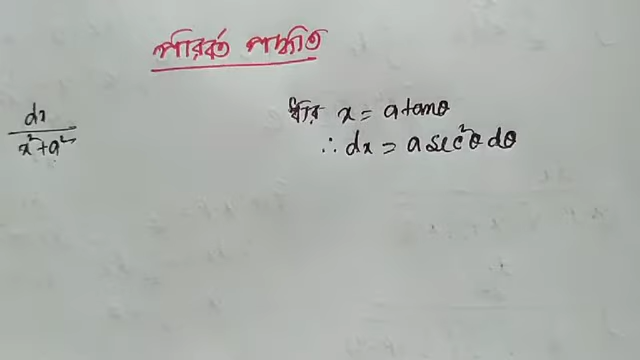 পরিবর্ত পদ্ধতি
dx
x²+a²
ধরি x = a tanθ
∴ dx = a sec²θ dθ